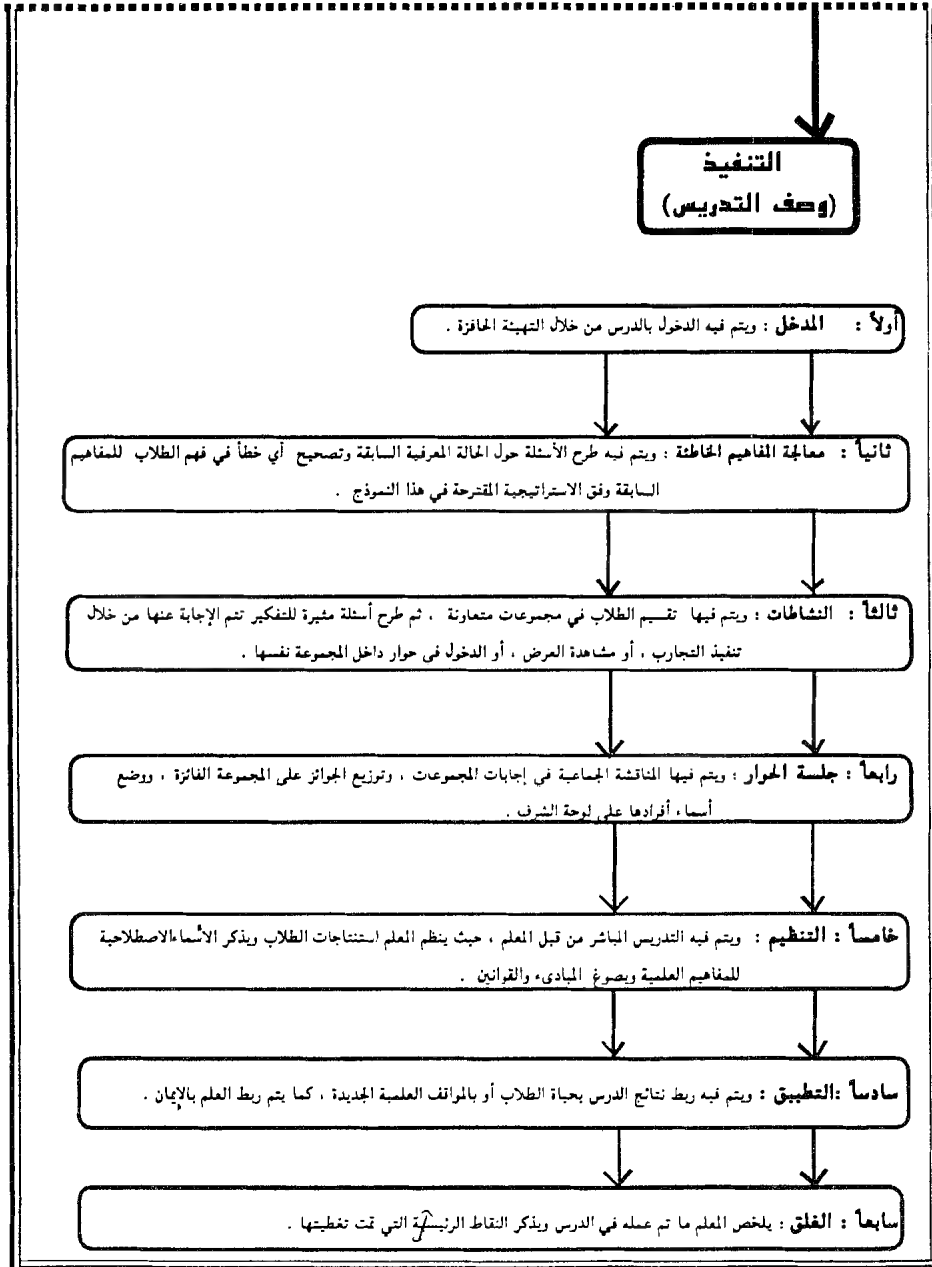 التنفيذ
(وصف التدريس)
أولاً : المدخل : ويتم فيه الدخول بالدرس من خلال التهيئة الحافزة .
ثانياً : معالجة المفاهيم الخاطئة : ويتم فيه طرح الأسئلة حول الحالة المعرفية السابقة وتصحيح أي خطأ في فهم الطلاب للمفاهيم
السابقة وفق الاستراتيجية المقترحة في هذا النموذج .
ثالثاً : النشاطات : ويتم فيها تقسيم الطلاب في مجموعات متعاونة ، ثم طرح أسئلة مثيرة للتفكير تتم الإجابة عنها من خلال
تنفيذ التجارب ، أو مشاهدة العرض ، أو الدخول في حوار داخل المجموعة نفسها .
رابعاً : جلسة الحوار : ويتم فيها المناقشة الجماعية في إجابات المجموعات ، وتوزيع الجوائز على المجموعة الفائزة ، ووضع
أسماء أفرادها على لوحة الشرف .
خامساً : التنظيم : ويتم فيه التدريس المباشر من قبل المعلم ، حيث ينظم المعلم استنتاجات الطلاب ويذكر الأسماء الاصطلاحية
للمفاهيم العلمية ويصوغ المبادىء والقوانين .
سادساً :التطبيق : ويتم فيه ربط نتائج الدرس بحياة الطلاب أو بالمواقف العلمية الجديدة ، كما يتم ربط العلم بالإيمان .
سابعاً : الغلق : يلخص المعلم ما تم عمله في الدرس ويذكر النقاط الرئيسية التي تمت تغطيتها .